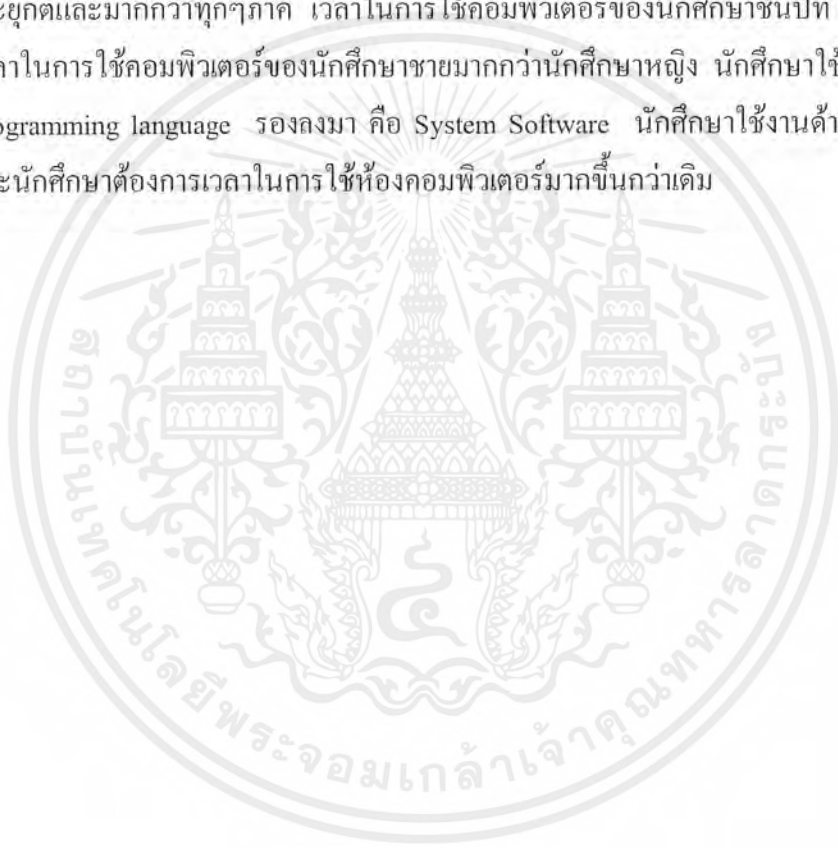 ะยุกต์และมากกว่าทุกๆภาค เวลาในการใช้คอมพิวเตอร์ของนักศึกษาชั้นปีที่
ลาในการใช้คอมพิวเตอร์ของนักศึกษาชายมากกว่านักศึกษาหญิง นักศึกษาใช้
ogramming language รองลงมา คือ System Software นักศึกษาใช้งานด้า
ะนักศึกษาต้องการเวลาในการใช้ห้องคอมพิวเตอร์มากขึ้นกว่าเดิม
สถาบันเทคโนโลยีพระจอมเกล้าเจ้าคุณทหารลาดกระบัง